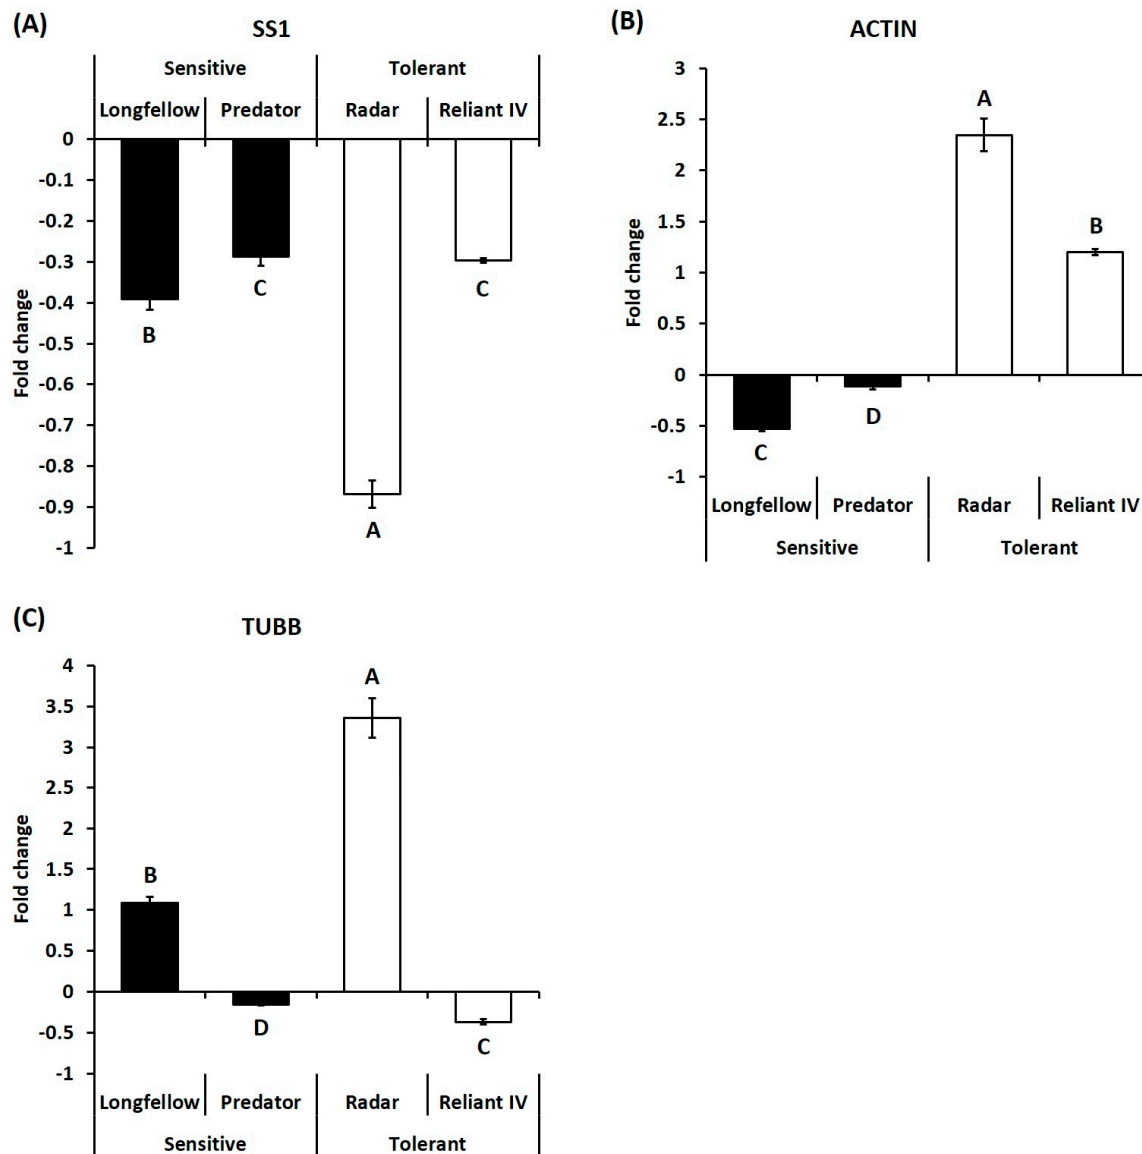 (A)
SS1
Sensitive Tolerant
Longfellow Predator Radar Reliant IV
0
-0.1
-0.2
-0.3
-0.4
-0.5
-0.6
-0.7
-0.8
-0.9
-1
Fold change
B
C
A
C
(B)
ACTIN
3
2.5
2
1.5
1
0.5
0
-0.5
-1
Fold change
C
D
A
B
Longfellow Predator Radar Reliant IV
Sensitive Tolerant
(C)
TUBB
4
3.5
3
2.5
2
1.5
1
0.5
0
-0.5
-1
Fold change
B
D
A
C
Longfellow Predator Radar Reliant IV
Sensitive Tolerant